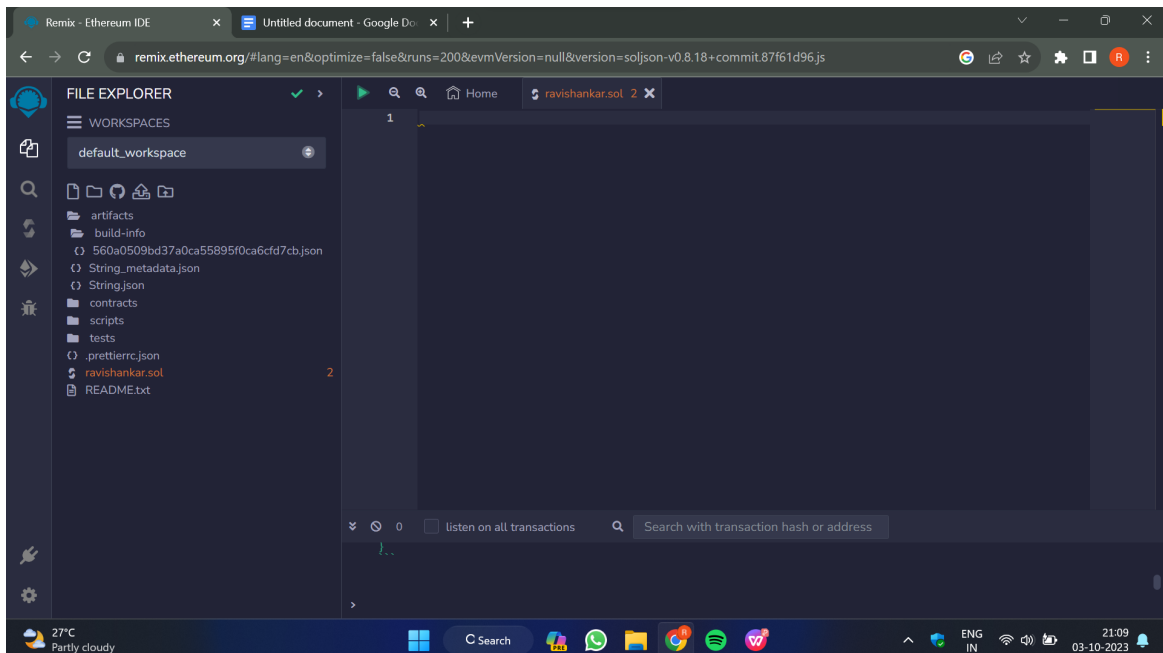 Remix - Ethereum IDE
Untitled document - Google Do
remix.ethereum.org/#lang=en&optimize=false&runs=200&evmVersion=null&version=soljson-v0.8.18+commit.87f61d96.js
R
FILE EXPLORER
Home
ravishankar.sol 2
WORKSPACES
1
default_workspace
artifacts
build-info
560a0509bd37a0ca55895f0ca6cfd7cb.json
String_metadata.json
String.json
contracts
scripts
tests
.prettierrc.json
ravishankar.sol 2
README.txt
0 listen on all transactions Search with transaction hash or address
}```
>
27°C
Partly cloudy
Search
PRE
R
ENG
IN
21:09
03-10-2023